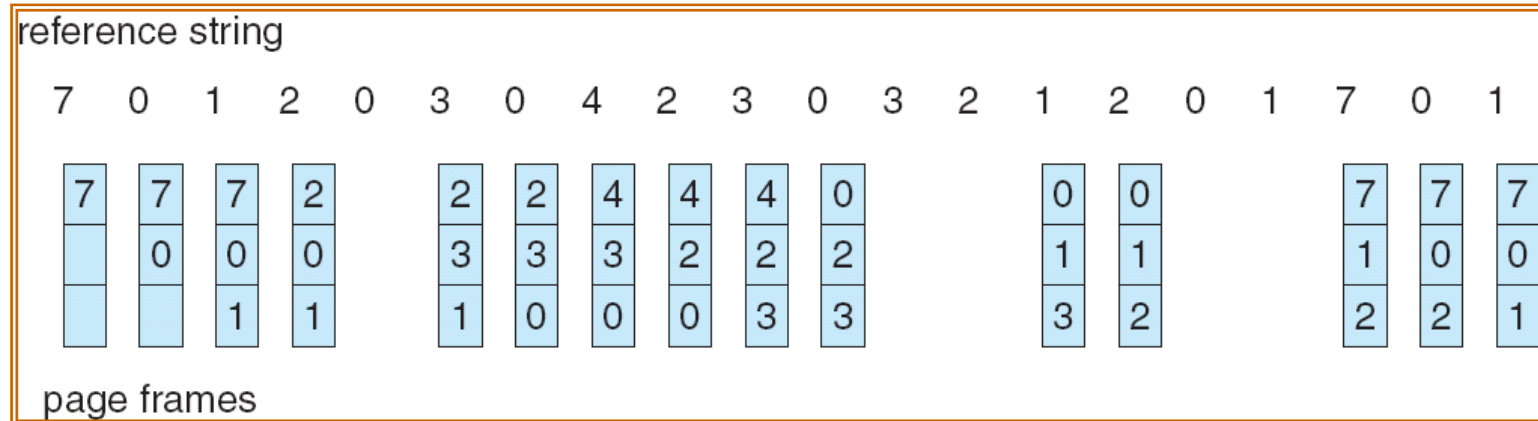 reference string
7 0 1 2 0 3 0 4 2 3 0 3 2 1 2 0 1 7 0 1
7 7 7 2 2 2 4 4 4 0 0 0 7 7 7
0 0 0 3 3 3 2 2 2 1 1 1 0 0
1 1 1 0 0 0 3 3 3 2 2 2 1
page frames